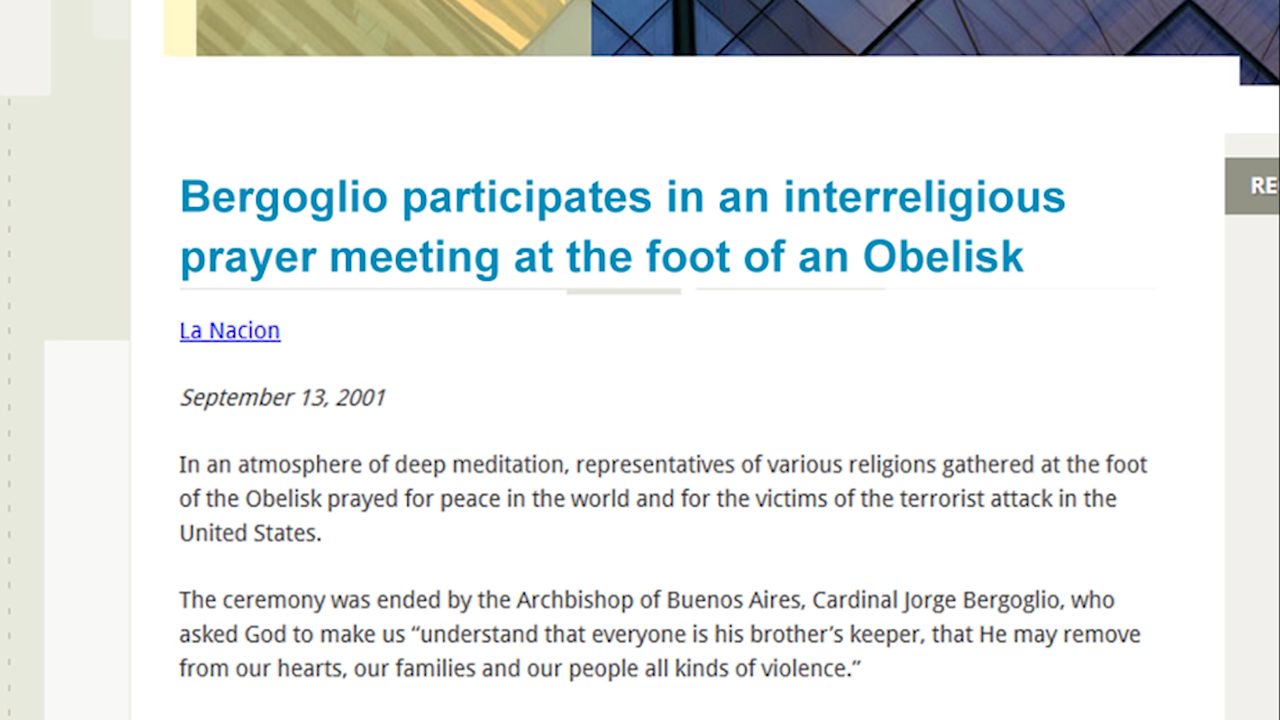 Bergoglio participates in an interreligious
prayer meeting at the foot of an Obelisk
RE
La Nacion
September 13, 2001
In an atmosphere of deep meditation, representatives of various religions gathered at the foot
of the Obelisk prayed for peace in the world and for the victims of the terrorist attack in the
United States.
The ceremony was ended by the Archbishop of Buenos Aires, Cardinal Jorge Bergoglio, who
asked God to make us “understand that everyone is his brother’s keeper, that He may remove
from our hearts, our families and our people all kinds of violence.”